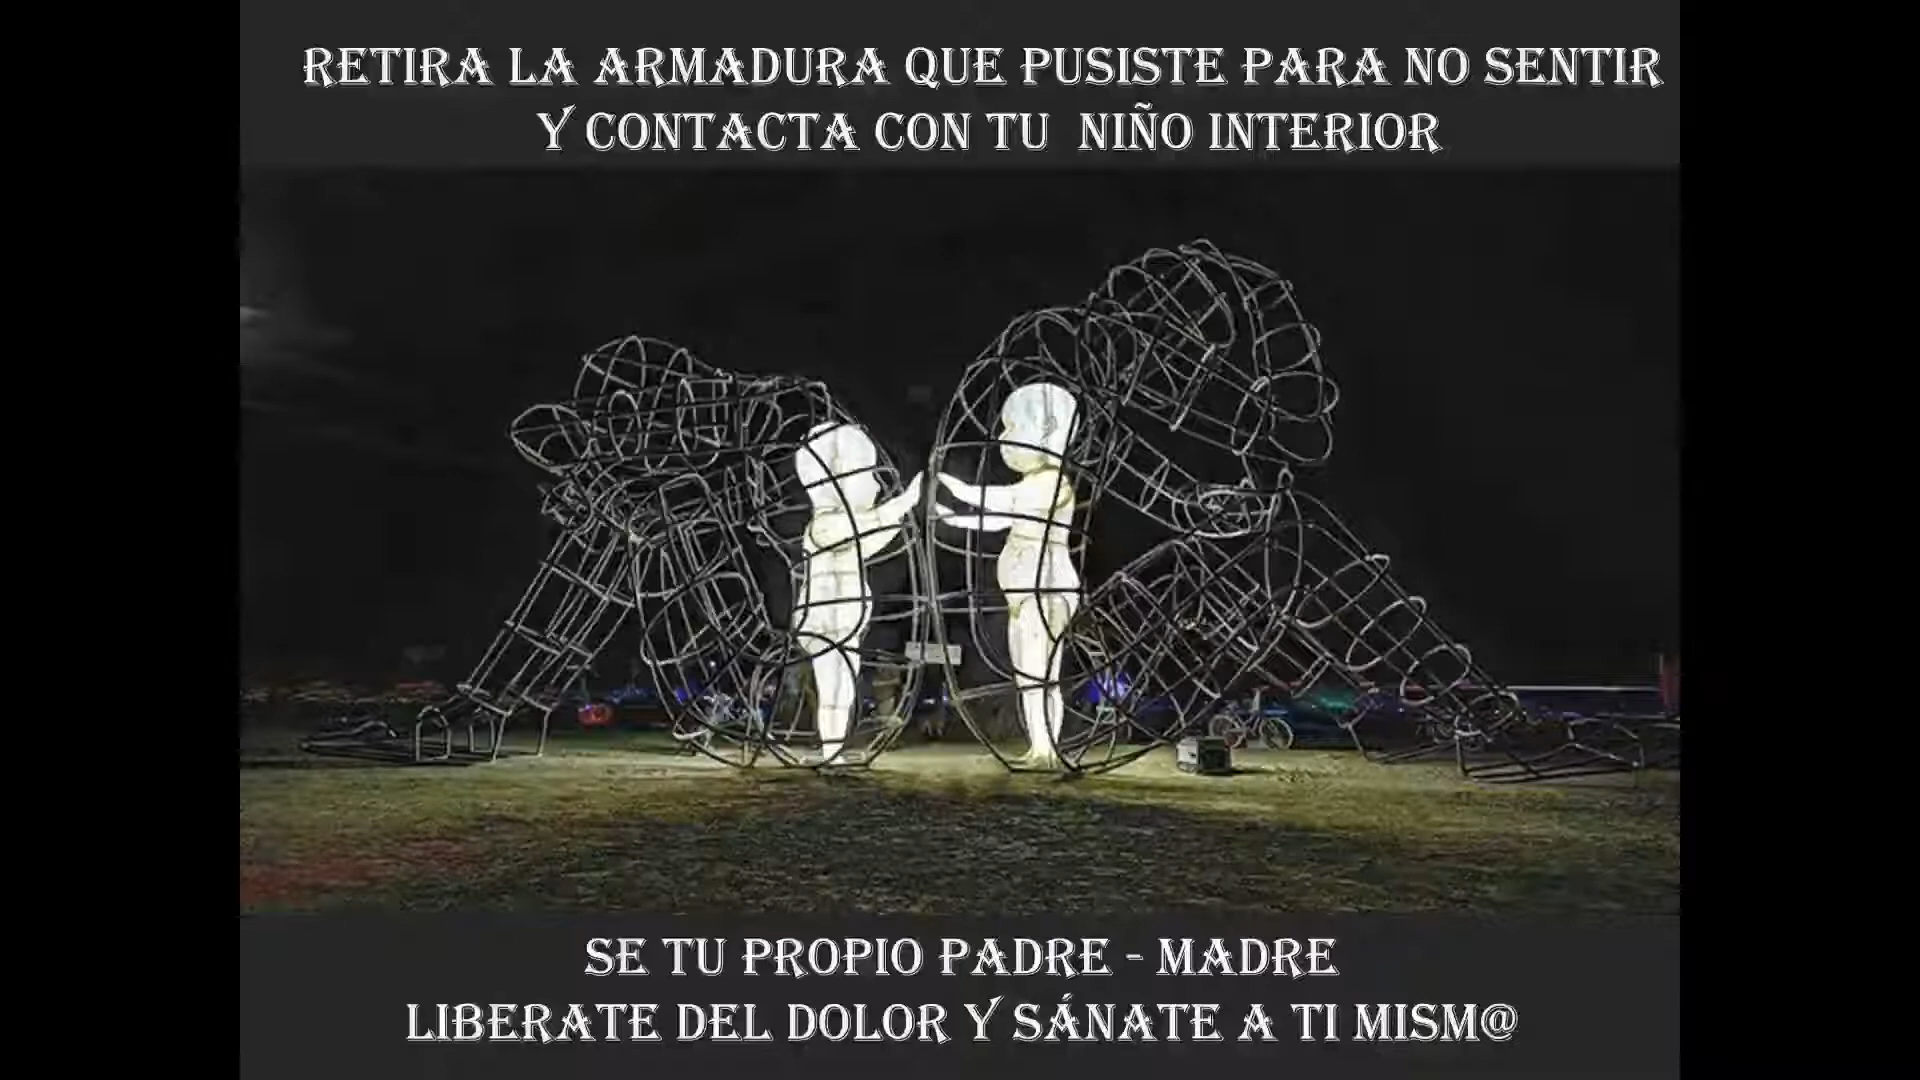 RETIRA LA ARMADURA QUE PUSISTE PARA NO SENTIR
Y CONTACTA CON TU NIÑO INTERIOR
SE TU PROPIO PADRE - MADRE
LIBERATE DEL DOLOR Y SÁNATE A TI MISM@